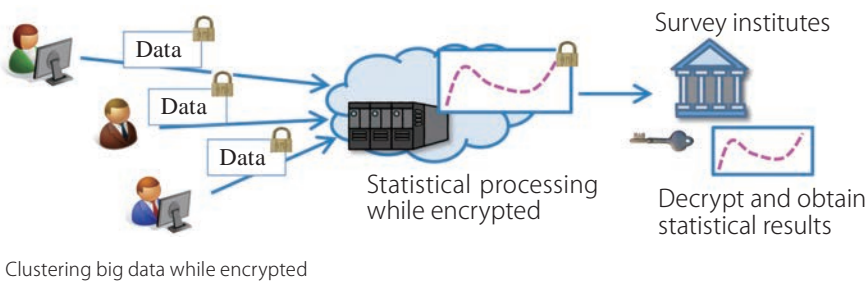 Survey institutes
Data
Data
Data
Statistical processing
while encrypted
Decrypt and obtain
statistical results
Clustering big data while encrypted